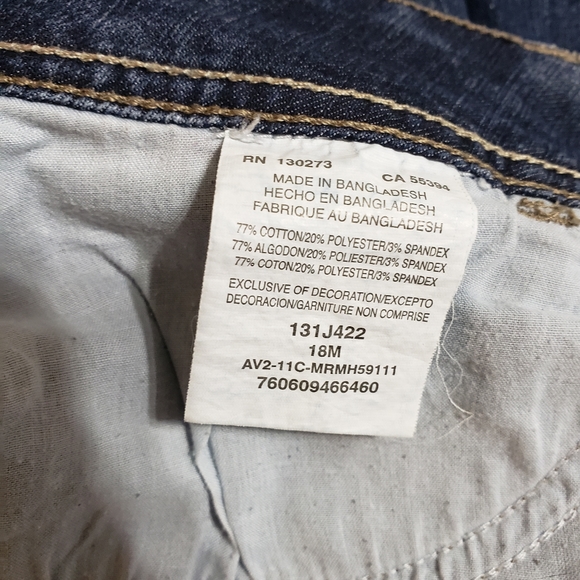 RN 130273 CA 55394
MADE IN BANGLADESH
HECHO EN BANGLADESH
FABRIQUE AU BANGLADESH
77% COTTON/20% POLYESTER/3% SPANDEX
77% ALGODON/20% POLIESTER/3% SPANDEX
77% COTON/20% POLYESTER/3% SPANDEX
EXCLUSIVE OF DECORATION/EXCEPTO
DECORACION/GARNITURE NON COMPRISE
131J422
18M
AV2-11C-MRMH59111
760609466460